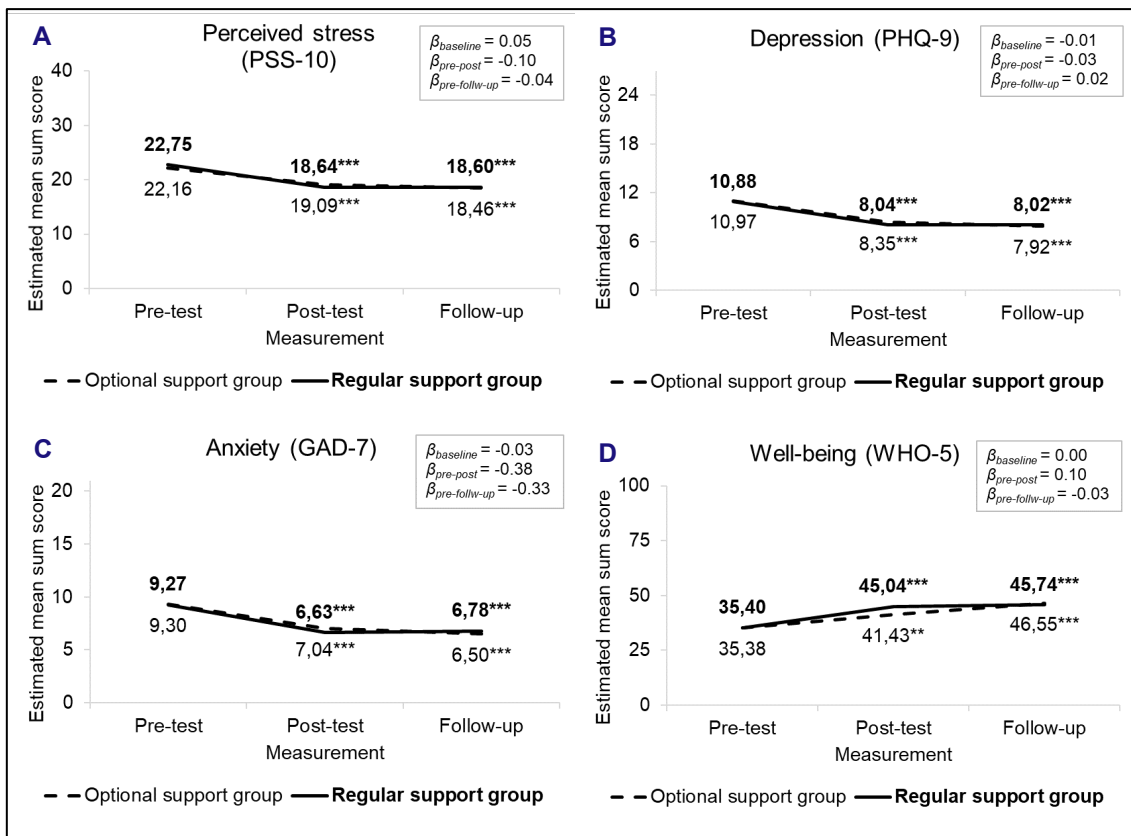 A
Perceived stress
(PSS-10)
βbaseline = 0.05
βpre-post = -0.10
βpre-follw-up = -0.04
Estimated mean sum score
40
30
20
10
0
22,75
22,16
18,64***
19,09***
18,60***
18,46***
Pre-test
Post-test
Follow-up
Measurement
Optional support group
Regular support group
B
Depression (PHQ-9)
βbaseline = -0.01
βpre-post = -0.03
βpre-follw-up = 0.02
Estimated mean sum score
24
18
12
6
0
10,88
10,97
8,04***
8,35***
8,02***
7,92***
Pre-test
Post-test
Follow-up
Measurement
Optional support group
Regular support group
C
Anxiety (GAD-7)
βbaseline = -0.03
βpre-post = -0.38
βpre-follw-up = -0.33
Estimated mean sum score
20
15
10
5
0
9,27
9,30
6,63***
7,04***
6,78***
6,50***
Pre-test
Post-test
Follow-up
Measurement
Optional support group
Regular support group
D
Well-being (WHO-5)
βbaseline = 0.00
βpre-post = 0.10
βpre-follw-up = -0.03
Estimated mean sum score
100
75
50
25
0
35,40
35,38
45,04***
41,43**
45,74***
46,55***
Pre-test
Post-test
Follow-up
Measurement
Optional support group
Regular support group